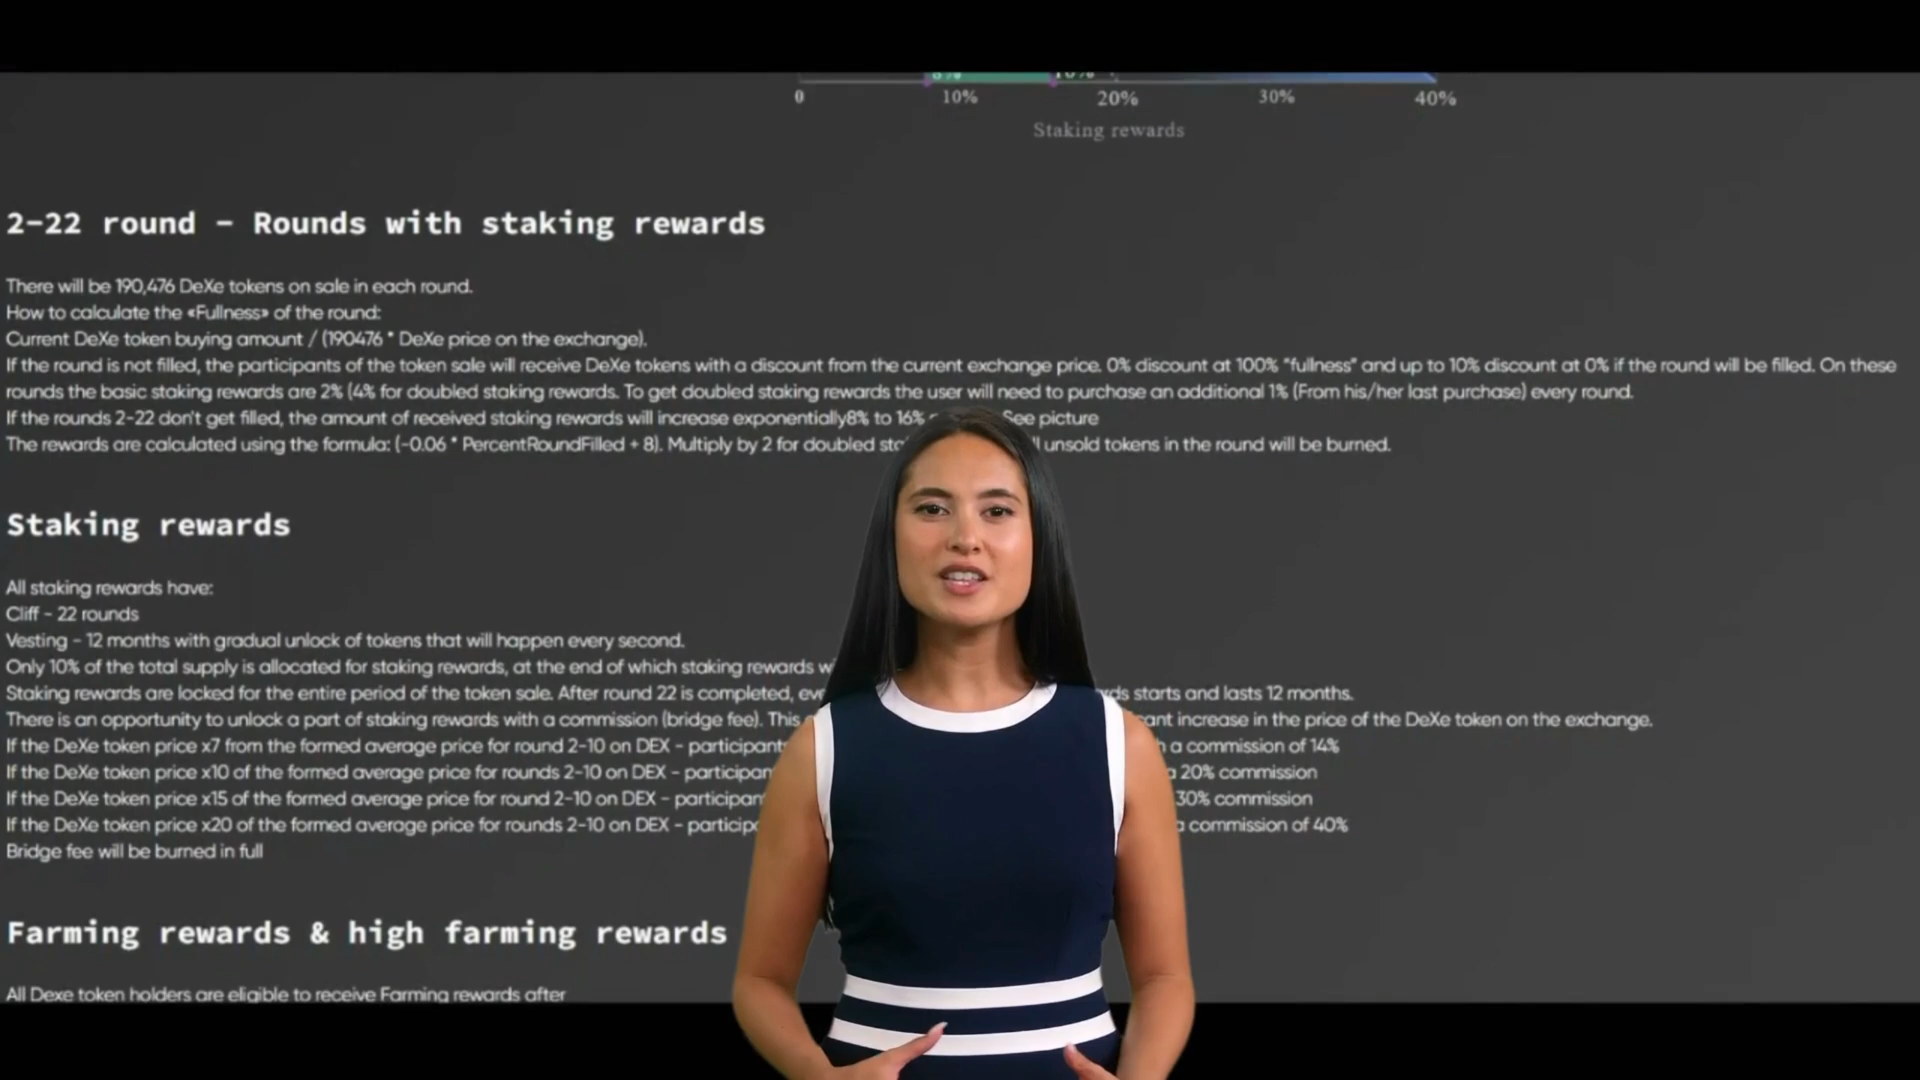 8% 16%
0 10% 20% 30% 40%
Staking rewards
2-22 round - Rounds with staking rewards
There will be 190,476 DeXe tokens on sale in each round.
How to calculate the «Fullness» of the round:
Current DeXe token buying amount / (190476 * DeXe price on the exchange).
If the round is not filled, the participants of the token sale will receive DeXe tokens with a discount from the current exchange price. 0% discount at 100% "fullness" and up to 10% discount at 0% if the round will be filled. On these
rounds the basic staking rewards are 2% (4% for doubled staking rewards. To get doubled staking rewards the user will need to purchase an additional 1% (From his/her last purchase) every round.
If the rounds 2-22 don't get filled, the amount of received staking rewards will increase exponentially8% to 16% See picture
The rewards are calculated using the formula: (-0.06 * PercentRoundFilled + 8). Multiply by 2 for doubled unsold tokens in the round will be burned.
Staking rewards
All staking rewards have:
Cliff - 22 rounds
Vesting - 12 months with gradual unlock of tokens that will happen every second.
Only 10% of the total supply is allocated for staking rewards, at the end of which staking rewards
Staking rewards are locked for the entire period of the token sale. After round 22 is completed, starts and lasts 12 months.
There is an opportunity to unlock a part of staking rewards with a commission (bridge fee). This increase in the price of the DeXe token on the exchange.
If the DeXe token price x7 from the formed average price for round 2-10 on DEX - a commission of 14%
If the DeXe token price x10 of the formed average price for rounds 2-10 on DEX - 20% commission
If the DeXe token price x15 of the formed average price for round 2-10 on DEX - 30% commission
If the DeXe token price x20 of the formed average price for rounds 2-10 on DEX - commission of 40%
Bridge fee will be burned in full
Farming rewards & high farming rewards
All Dexe token holders are eligible to receive Farming rewards after